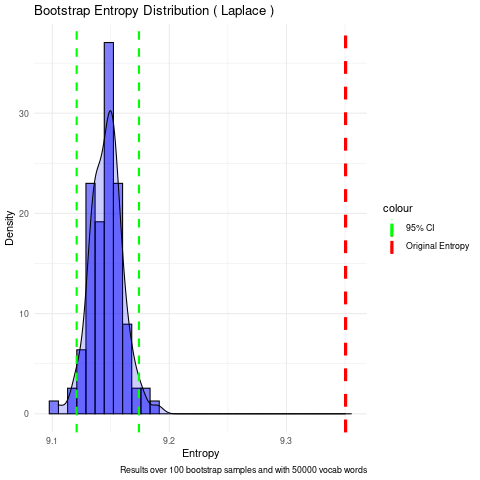 Bootstrap Entropy Distribution ( Laplace )
Density
30
20
10
0
9.1
9.2
9.3
Entropy
colour
95% CI
Original Entropy
Results over 100 bootstrap samples and with 50000 vocab words